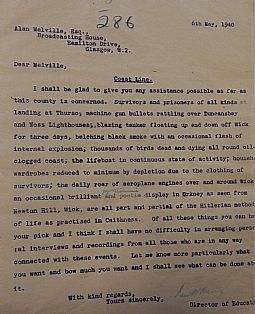 286
6th May, 1940
Alan Melville, Esq.,
Broadcasting House,
Hamilton Drive,
Glasgow, W.2.
Dear Melville,
Coast Line.
I shall be glad to give you any assistance possible as far as
this county is concerned. Survivors and prisoners of all kinds
landing at Thurso; machine gun bullets rattling over Duncansby
and Noss Lighthouses; blazing tanker floating up and down off Wick
for three days, belching black smoke with an occasional flash of
internal explosion; thousands of birds dead and dying all round oil
clogged coast; the lifeboat in continual state of activity; househo
wardrobes reduced to minimum by depletion due to the clothing of
survivors; the daily roar of aeroplane engines over and around Wick
an occasional brilliant and poetic display in Orkney as seen from
Newton Hill, Wick, are all part and partial of the Hitlerian method
of life as practised in Caithness. Of all these things you can ha
your pick and I think I shall have no difficulty in arranging perso
al interviews and recordings from all those who are in any way
connected with these events. Let me know more particularly what
you want and how much you want and I shall see what can be done ab
it.
With kind regards,
Yours sincerely,
Director of Educati